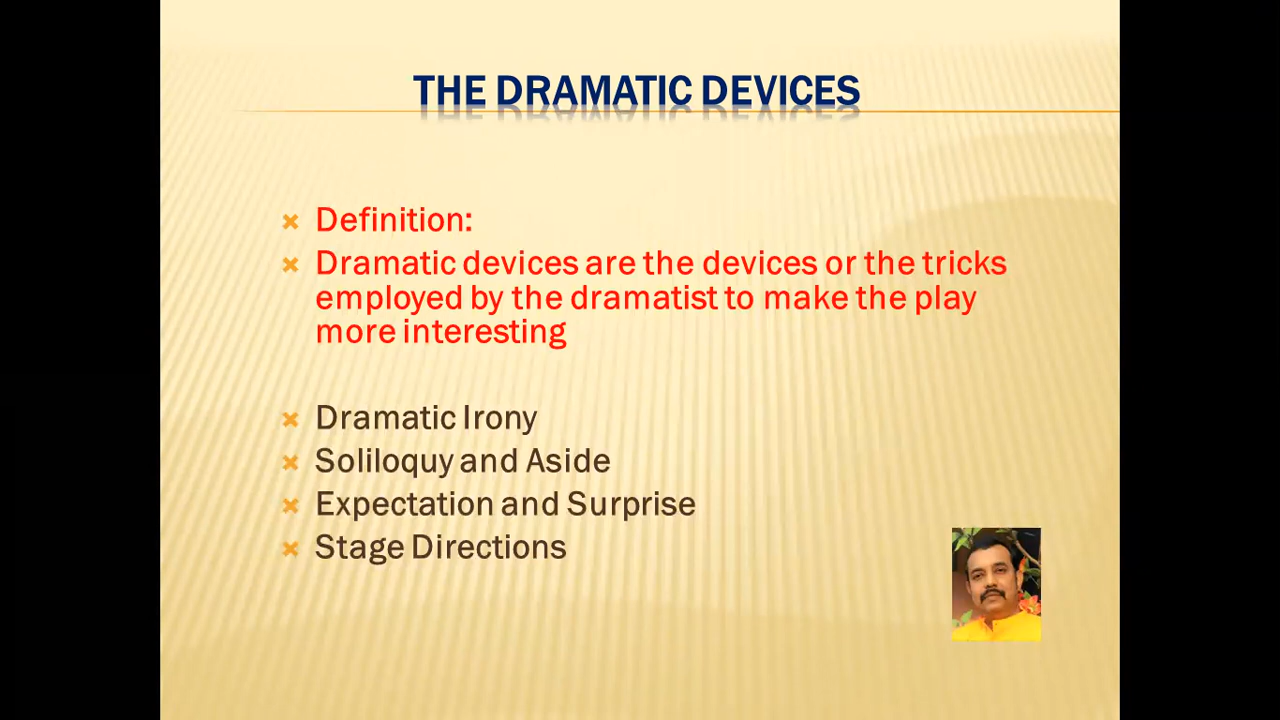 THE DRAMATIC DEVICES
Definition:
Dramatic devices are the devices or the tricks
employed by the dramatist to make the play
more interesting
Dramatic Irony
Soliloquy and Aside
Expectation and Surprise
Stage Directions